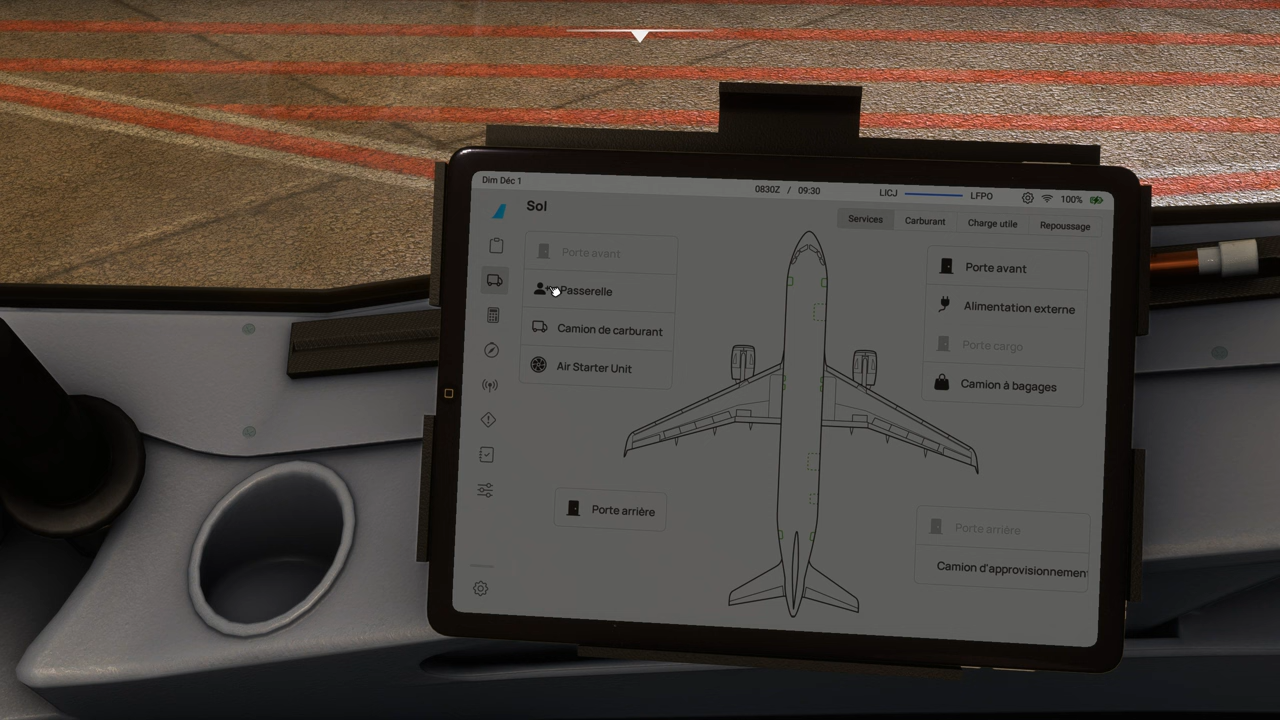 Dim Déc 1
0830Z / 09:30
LICJ
LFPO
100%
Sol
Services
Carburant
Charge utile
Repoussage
Porte avant
Passerelle
Camion de carburant
Air Starter Unit
Porte avant
Alimentation externe
Porte cargo
Camion à bagages
Porte arrière
Porte arrière
Camion d'approvisionnement